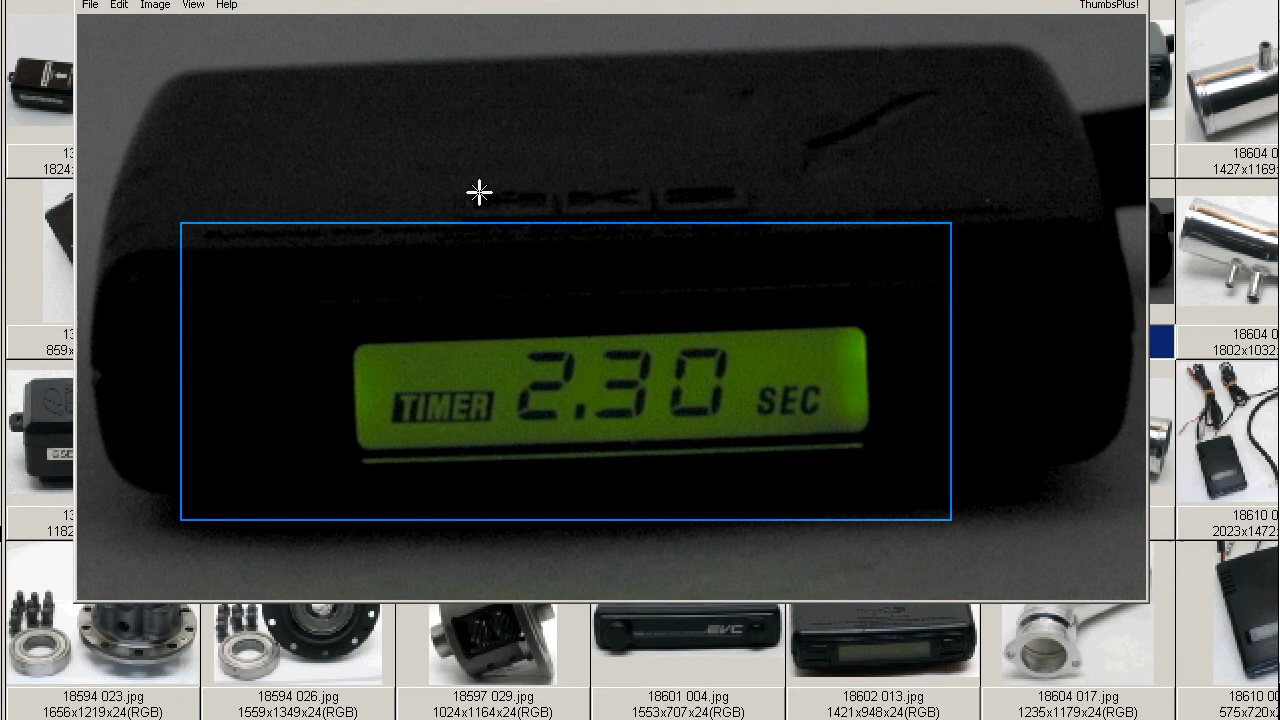 File Edit Image View Help ThumbsPlus!
TIMER 2.30 SEC
18604 0
1427x1169
18604 0
1802x1032
18610 0
2023x1472
EVC
18594 023.jpg 18594 026.jpg 18597 029.jpg 18601 004.jpg 18602 013.jpg 18604 017.jpg 18610 00
1656x1219x24(RGB) 1559x1349x24(RGB) 1024x1164x24(RGB) 1553x707x24(RGB) 1421x948x24(RGB) 1235x1179x24(RGB) 575x720x